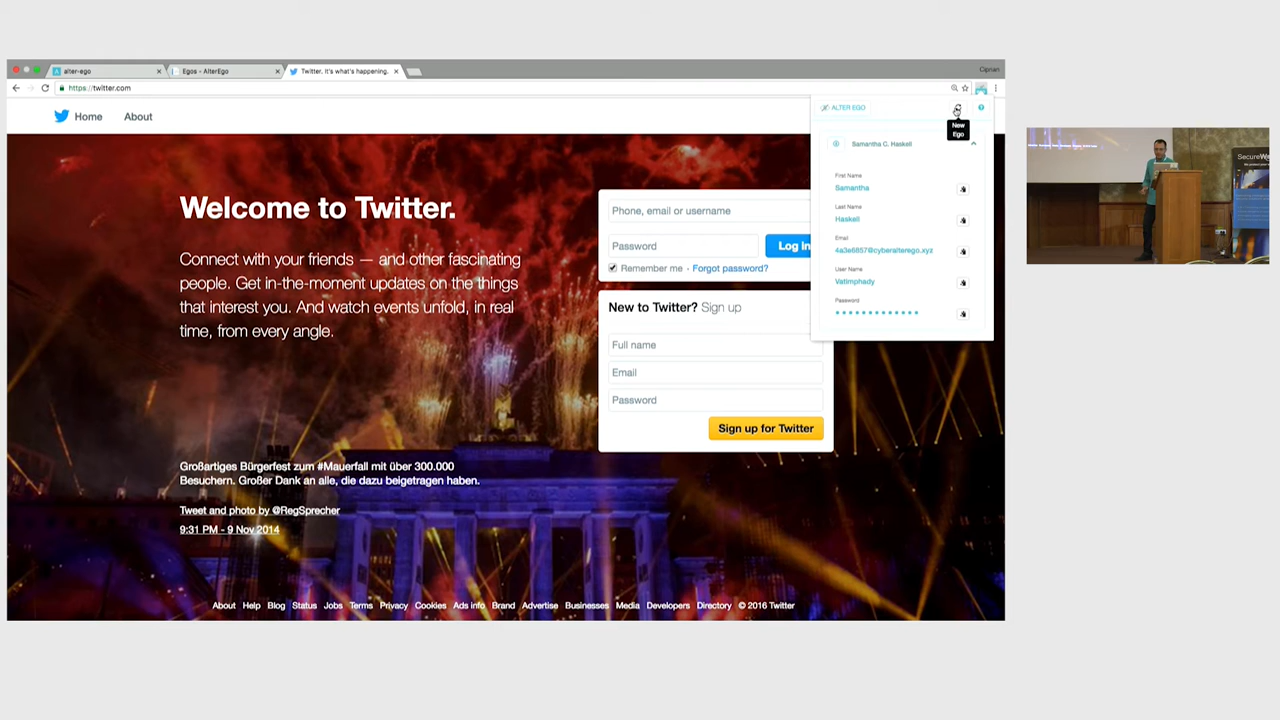 alter-ego
Egos - AlterEgo
Twitter. It's what's happening.
Ciprian
https://twitter.com
Home
About
ALTER EGO
New
Ego
Samantha C. Haskell
First Name
Samantha
Last Name
Haskell
Email
4a3e6857@cyberalterego.xyz
User Name
Vatimphady
Password
Welcome to Twitter.
Connect with your friends — and other fascinating
people. Get in-the-moment updates on the things
that interest you. And watch events unfold, in real
time, from every angle.
Phone, email or username
Password
Log in
Remember me · Forgot password?
New to Twitter? Sign up
Full name
Email
Password
Sign up for Twitter
Großartiges Bürgerfest zum #Mauerfall mit über 300.000
Besuchern. Großer Dank an alle, die dazu beigetragen haben.
Tweet and photo by @RegSprecher
9:31 PM - 9 Nov 2014
About Help Blog Status Jobs Terms Privacy Cookies Ads info Brand Advertise Businesses Media Developers Directory © 2016 Twitter